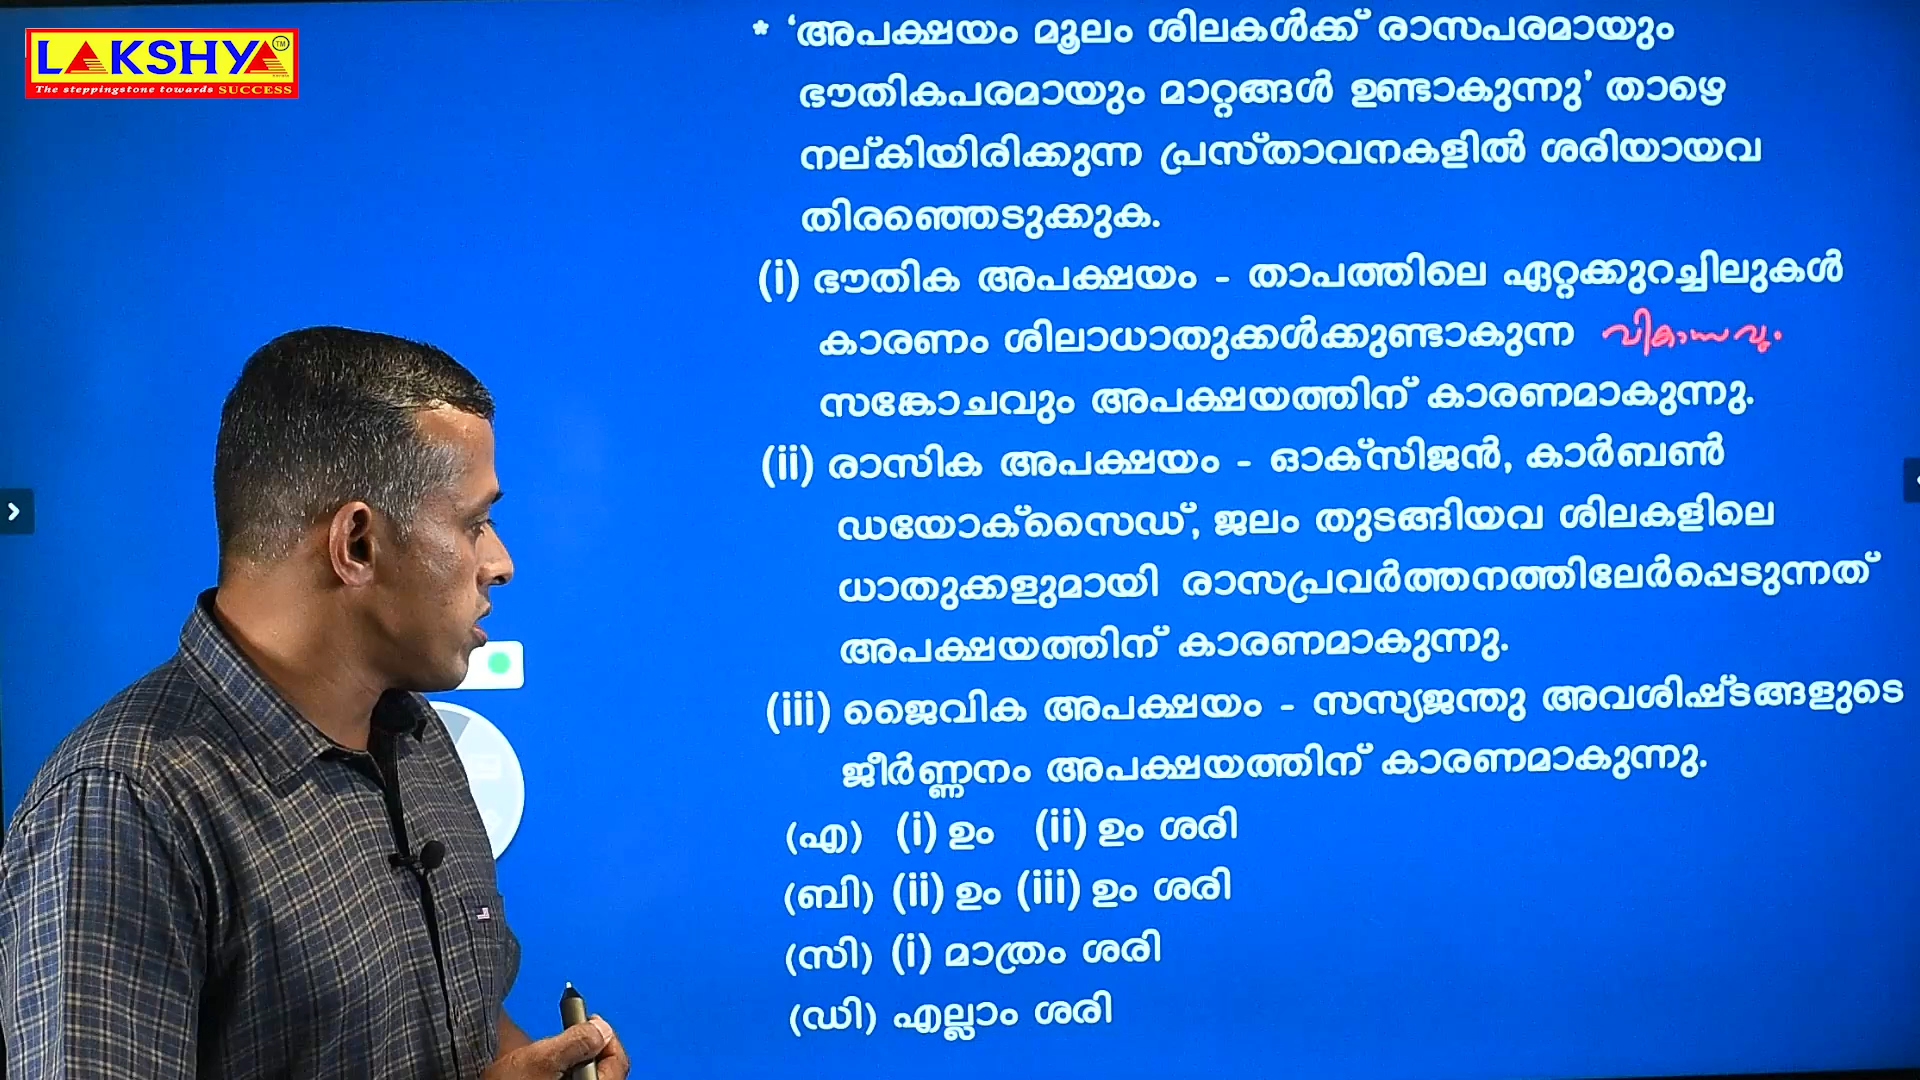 LAKSHYA TM
The steppingstone towards SUCCESS
* ‘അപക്ഷയം മൂലം ശിലകൾക്ക് രാസപരമായും
ഭൗതികപരമായും മാറ്റങ്ങൾ ഉണ്ടാകുന്നു’ താഴെ
നല്കിയിരിക്കുന്ന പ്രസ്താവനകളിൽ ശരിയായവ
തിരഞ്ഞെടുക്കുക.
(i) ഭൗതിക അപക്ഷയം - താപത്തിലെ ഏറ്റക്കുറച്ചിലുകൾ
കാരണം ശിലാധാതുക്കൾക്കുണ്ടാകുന്ന വികാസവും
സങ്കോചവും അപക്ഷയത്തിന് കാരണമാകുന്നു.
(ii) രാസിക അപക്ഷയം - ഓക്സിജൻ, കാർബൺ
ഡയോക്സൈഡ്, ജലം തുടങ്ങിയവ ശിലകളിലെ
ധാതുക്കളുമായി രാസപ്രവർത്തനത്തിലേർപ്പെടുന്നത്
അപക്ഷയത്തിന് കാരണമാകുന്നു.
(iii) ജൈവിക അപക്ഷയം - സസ്യജന്തു അവശിഷ്ടങ്ങളുടെ
ജീർണ്ണനം അപക്ഷയത്തിന് കാരണമാകുന്നു.
(എ) (i) ഉം (ii) ഉം ശരി
(ബി) (ii) ഉം (iii) ഉം ശരി
(സി) (i) മാത്രം ശരി
(ഡി) എല്ലാം ശരി